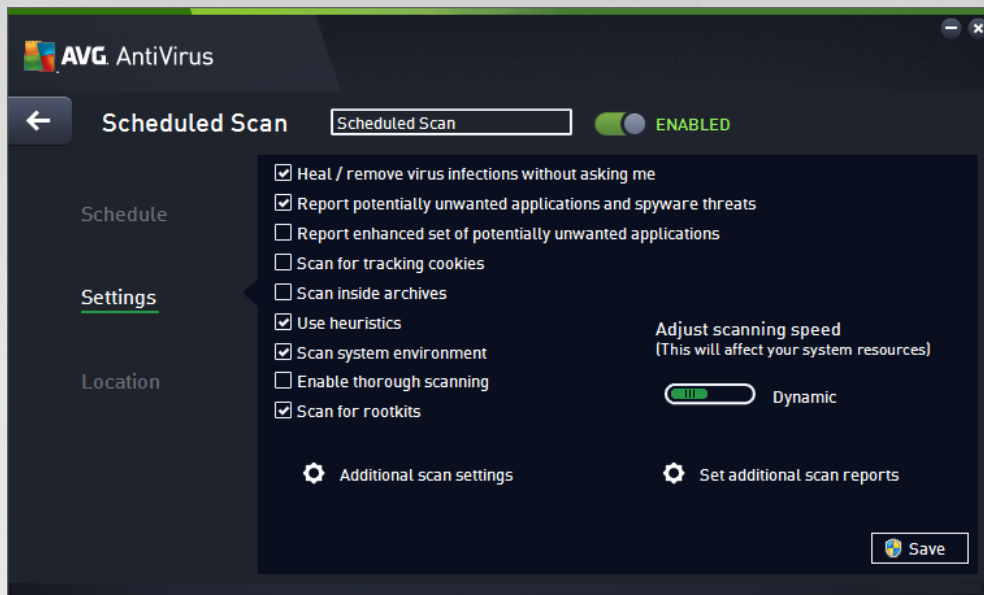 AVG. AntiVirus
Scheduled Scan
Scheduled Scan
ENABLED
Schedule
Settings
Location
Heal / remove virus infections without asking me
Report potentially unwanted applications and spyware threats
Report enhanced set of potentially unwanted applications
Scan for tracking cookies
Scan inside archives
Use heuristics
Scan system environment
Enable thorough scanning
Scan for rootkits
Adjust scanning speed
(This will affect your system resources)
Dynamic
Additional scan settings
Set additional scan reports
Save